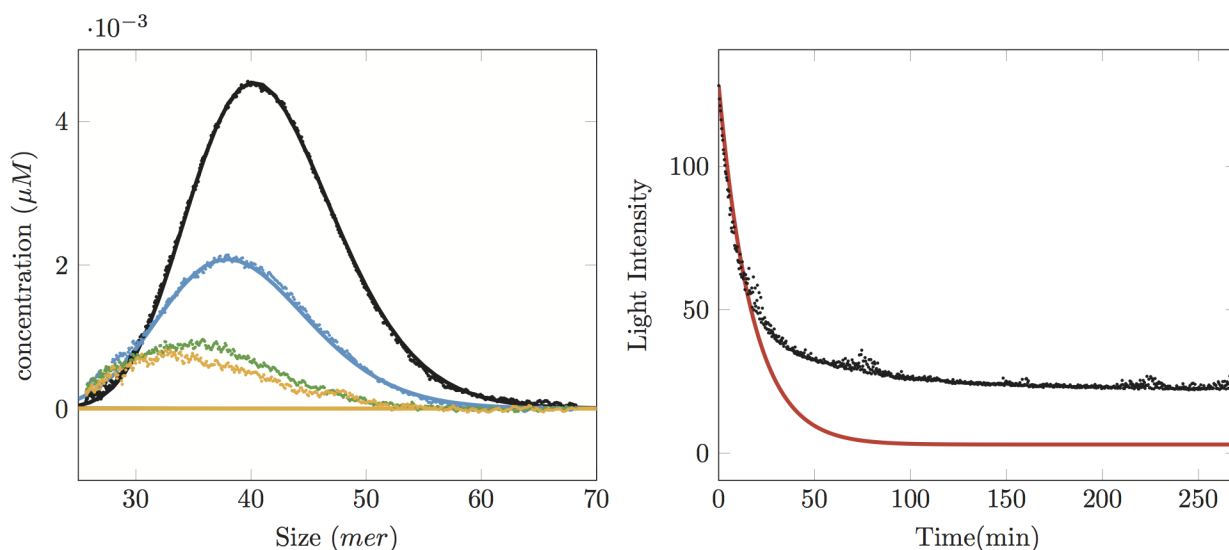 ·10−3
4
2
0
concentration (μM)
30 40 50 60 70
Size (mer)
100
50
0
Light Intensity
0 50 100 150 200 250
Time(min)